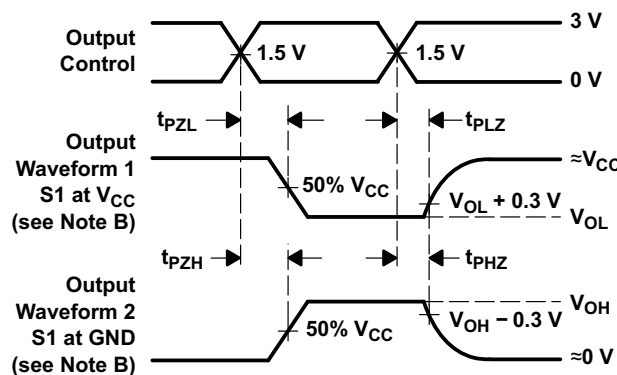 Output
Control
1.5 V
1.5 V
3 V
0 V
tPZL
tPLZ
Output
Waveform 1
S1 at VCC
(see Note B)
50% VCC
≈VCC
VOL + 0.3 V
VOL
tPZH
tPHZ
Output
Waveform 2
S1 at GND
(see Note B)
50% VCC
VOH
VOH − 0.3 V
≈0 V